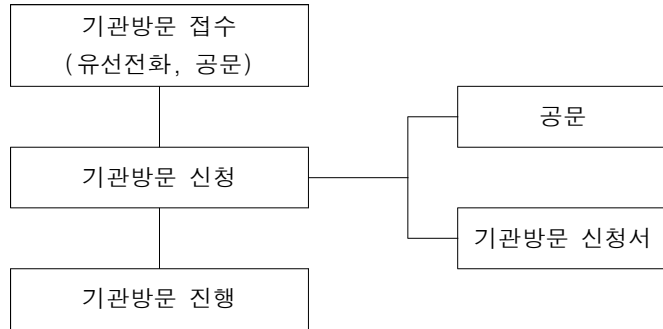 기관방문 접수
(유선전화, 공문)
공문
기관방문 신청
기관방문 신청서
기관방문 진행